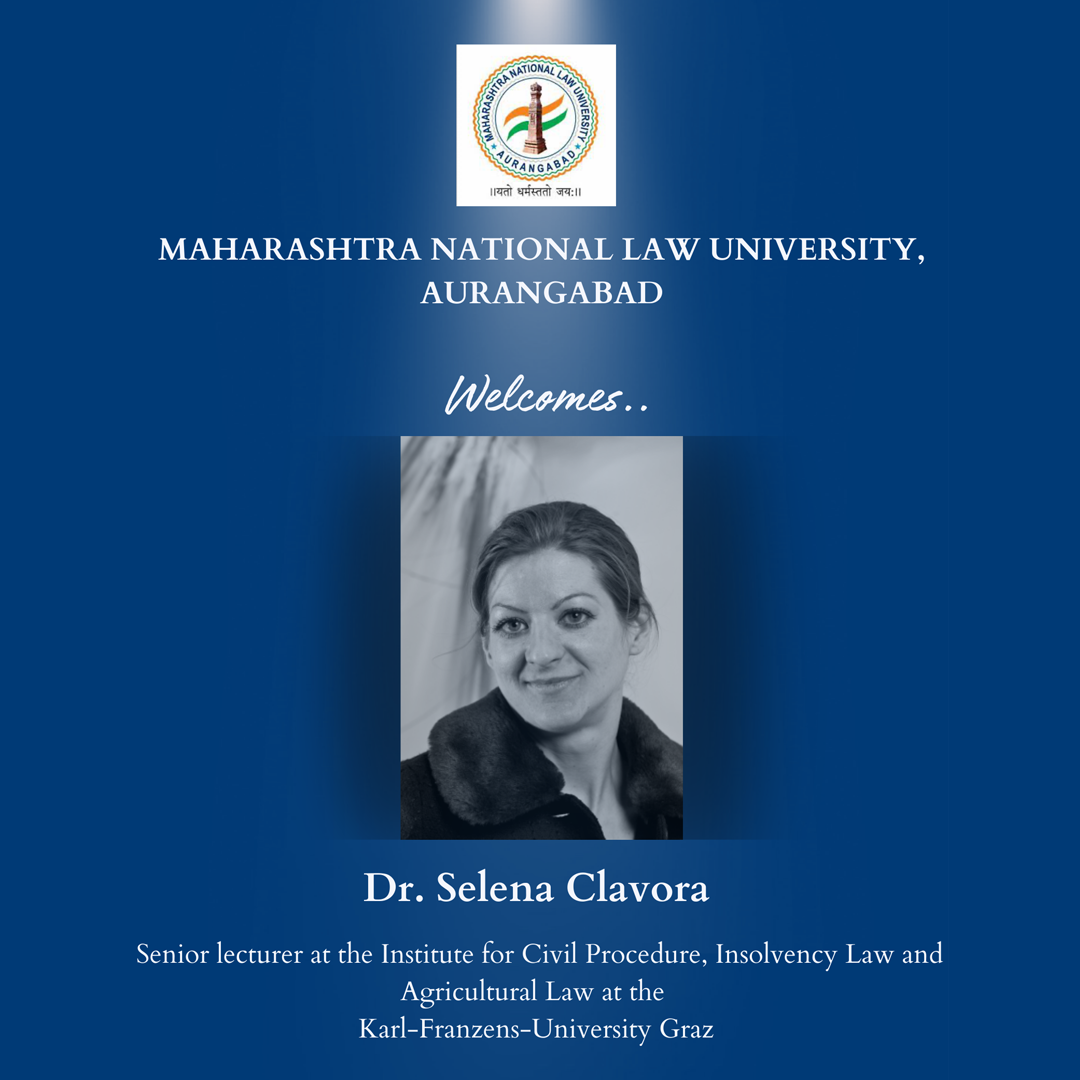 MAHARASHTRA NATIONAL LAW UNIVERSITY
AURANGABAD
।।यतो धर्मस्ततो जय:।।
MAHARASHTRA NATIONAL LAW UNIVERSITY,
AURANGABAD
Welcomes..
Dr. Selena Clavora
Senior lecturer at the Institute for Civil Procedure, Insolvency Law and
Agricultural Law at the
Karl-Franzens-University Graz